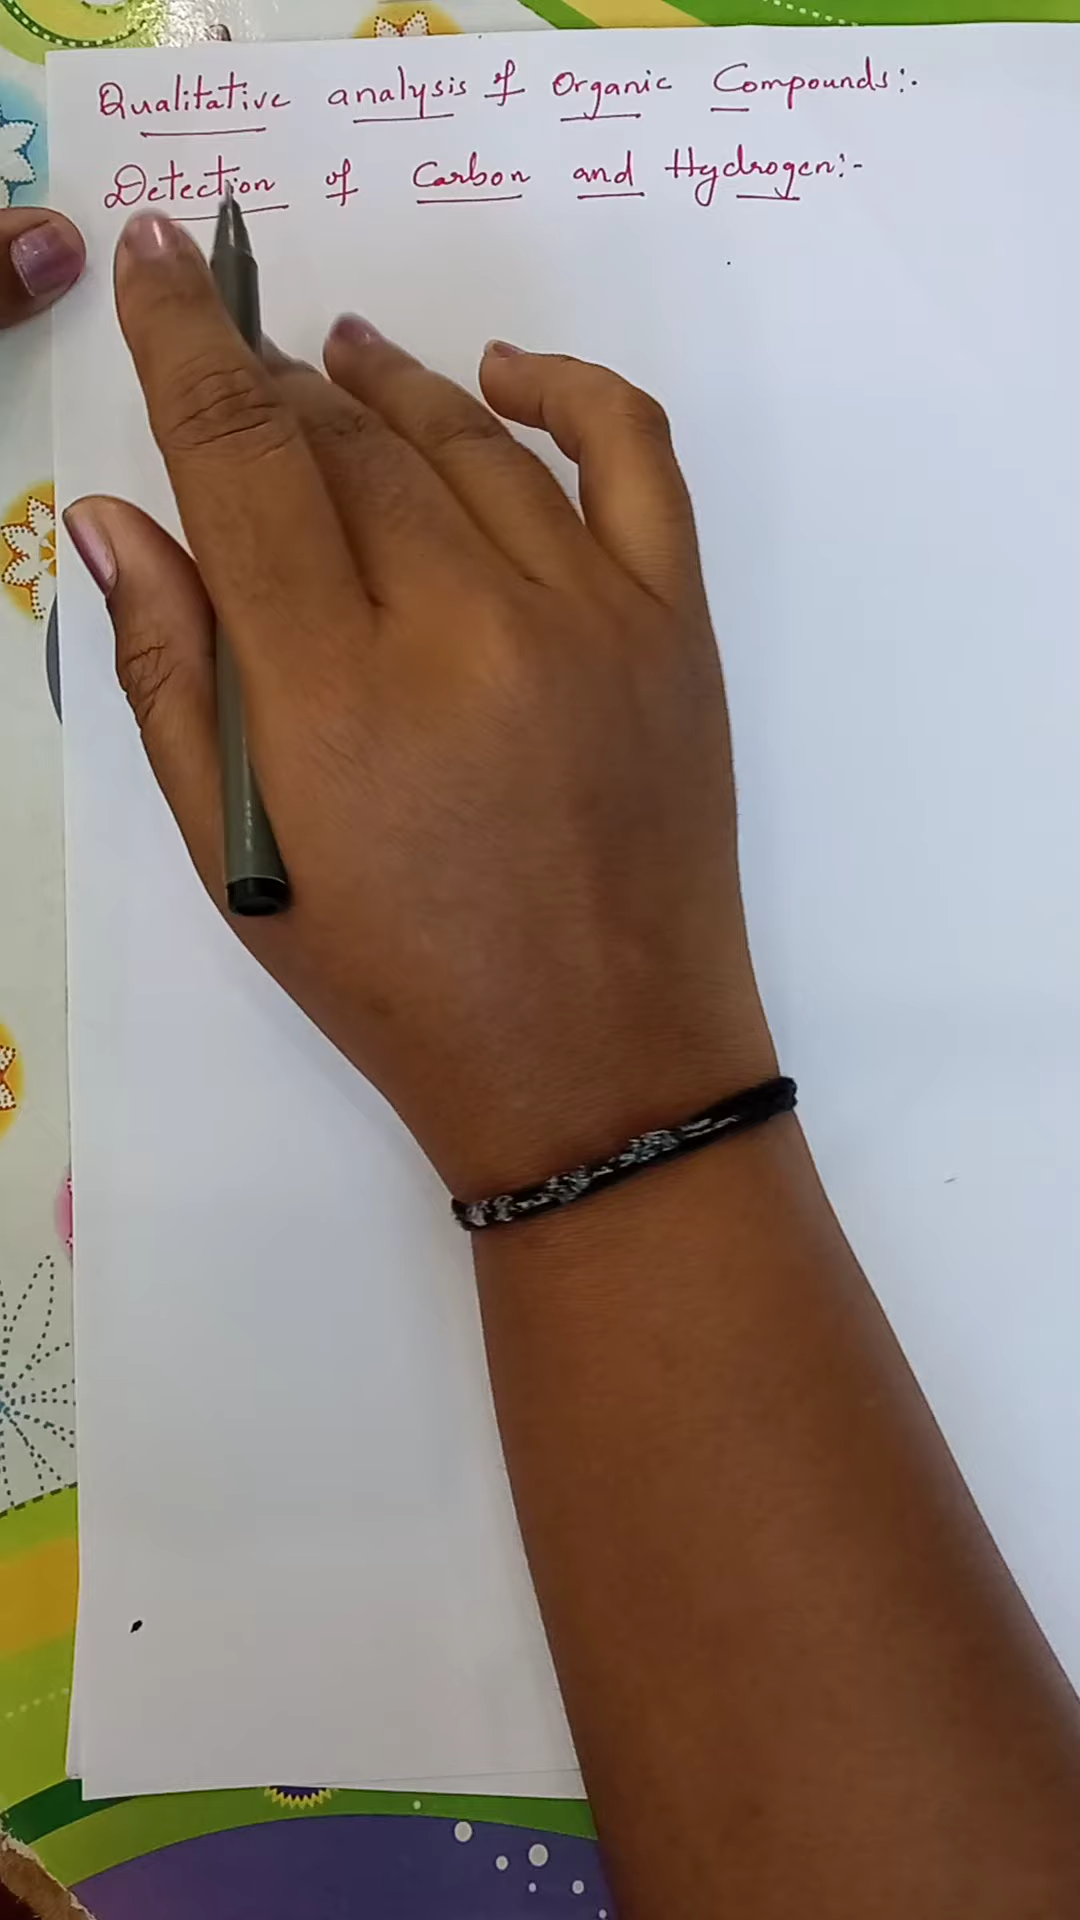 Qualitative analysis of Organic Compounds:-
Detection of Carbon and Hydrogen:-